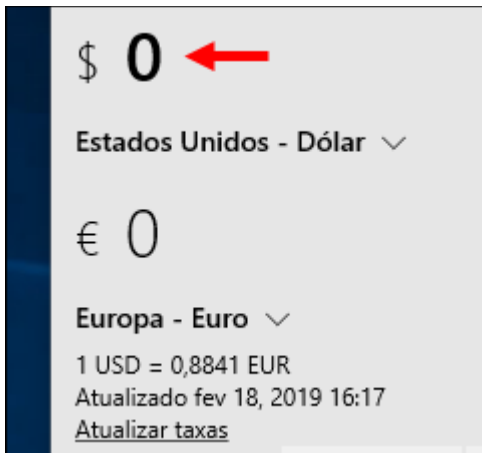 $ 0
Estados Unidos - Dólar
€ 0
Europa - Euro
1 USD = 0,8841 EUR
Atualizado fev 18, 2019 16:17
Atualizar taxas